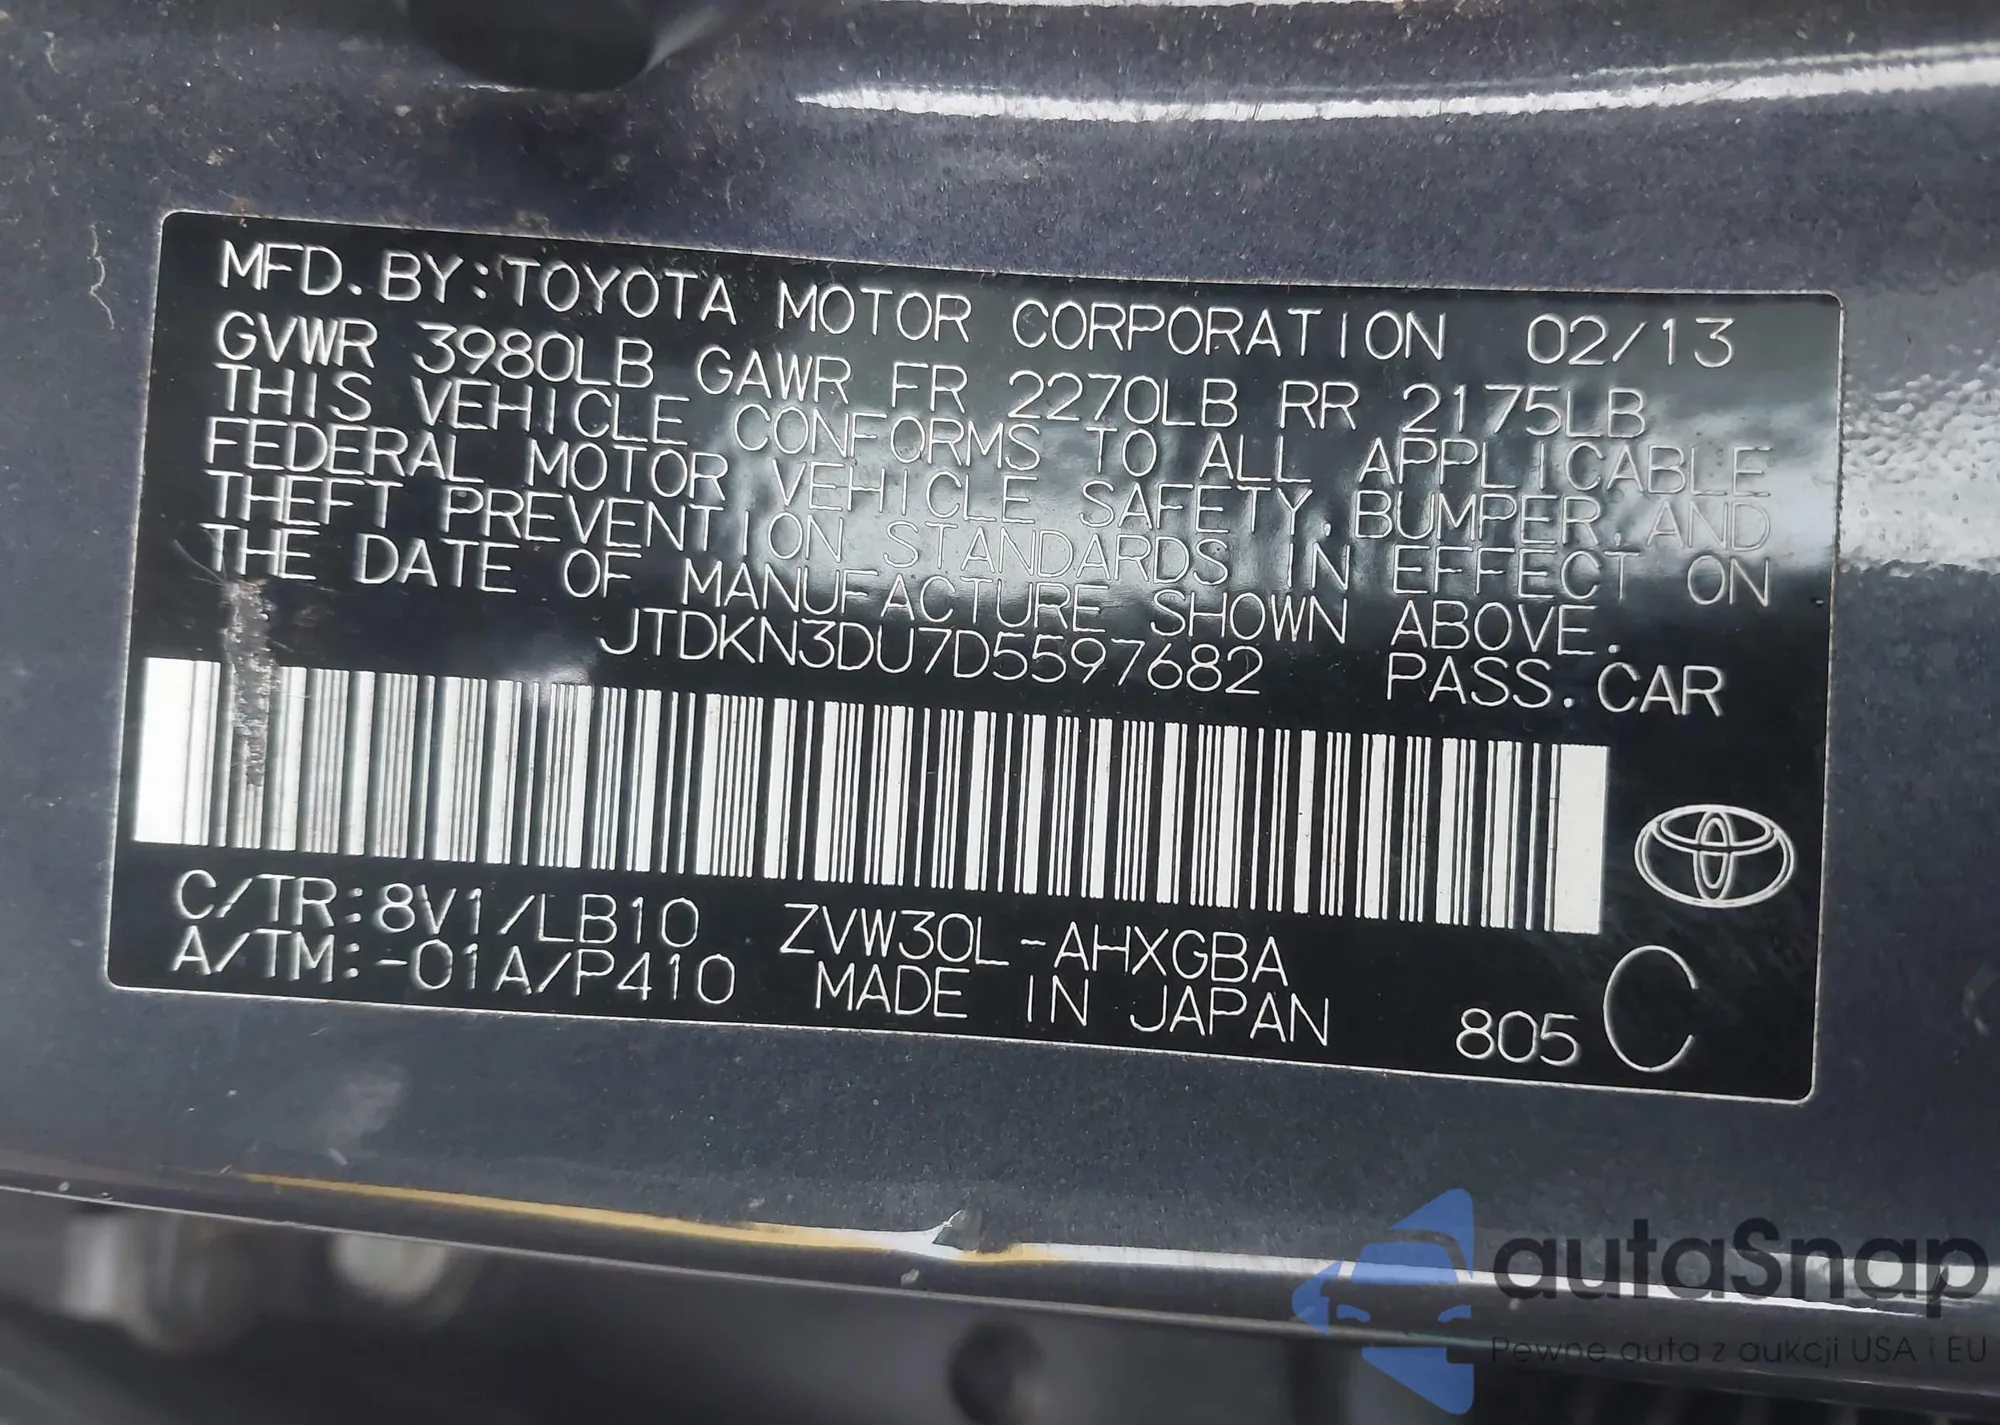 MFD. BY: TOYOTA MOTOR CORPORATION 02/13
GVWR 3980LB GAWR FR 2270LB RR 2175LB
THIS VEHICLE CONFORMS TO ALL APPLICABLE
FEDERAL MOTOR VEHICLE SAFETY, BUMPER, AND
THEFT PREVENTION STANDARDS IN EFFECT ON
THE DATE OF MANUFACTURE SHOWN ABOVE.
JTDKN3DU7D5597682 PASS. CAR
C/TR: 8V1/LB10 ZVW30L-AHXGBA
A/TM: -01A/P410 MADE IN JAPAN 805 C
autaSnap
Pewne auta z aukcji USA i EU